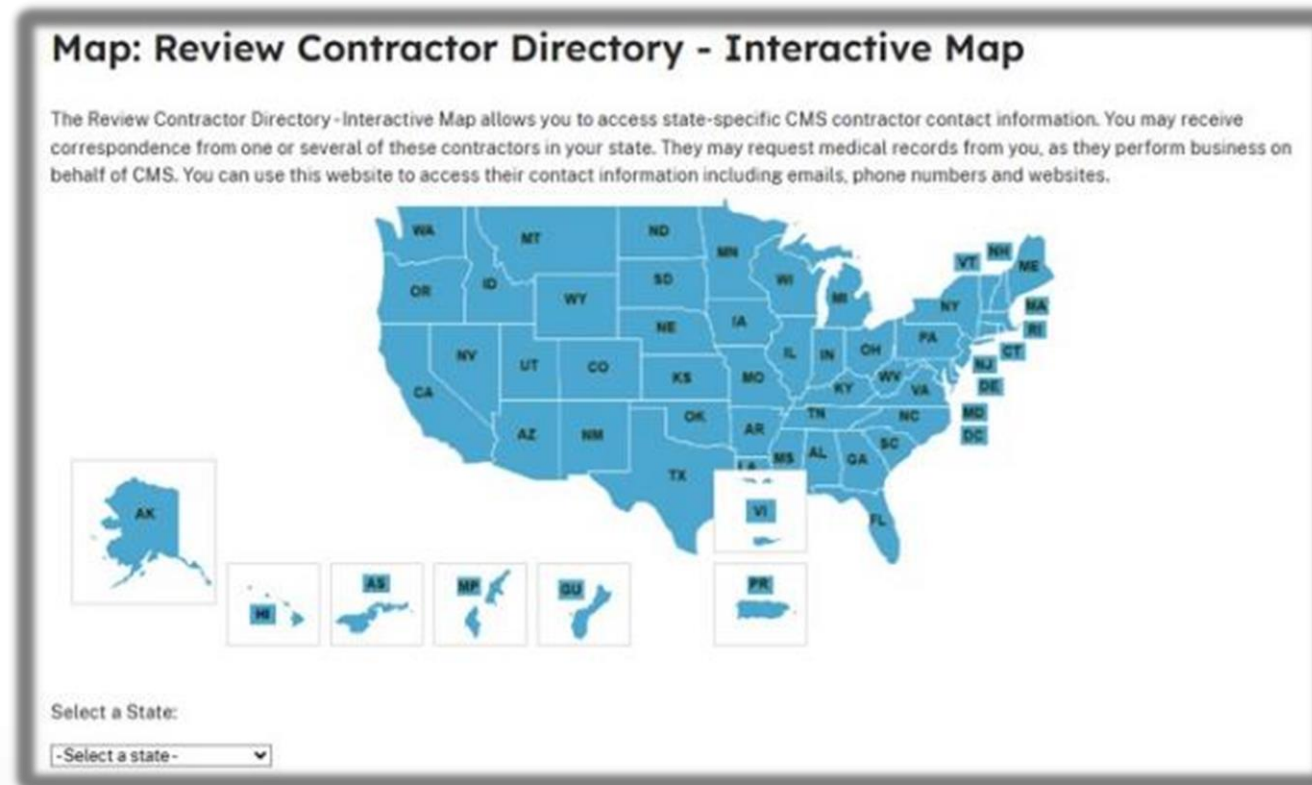 Map: Review Contractor Directory - Interactive Map
The Review Contractor Directory - Interactive Map allows you to access state-specific CMS contractor contact information. You may receive
correspondence from one or several of these contractors in your state. They may request medical records from you, as they perform business on
behalf of CMS. You can use this website to access their contact information including emails, phone numbers and websites.
WA
MT
ND
MN
OR
ID
WY
SD
WI
MI
VT
NH
ME
NY
MA
RI
CT
NE
IA
PA
NJ
DE
NV
UT
CO
KS
MO
IL
IN
OH
WV
VA
KY
CA
MD
DC
AZ
NM
OK
AR
TN
NC
SC
TX
LA
MS
AL
GA
FL
AK
VI
HI
AS
MP
GU
PR
Select a State:
-Select a state-